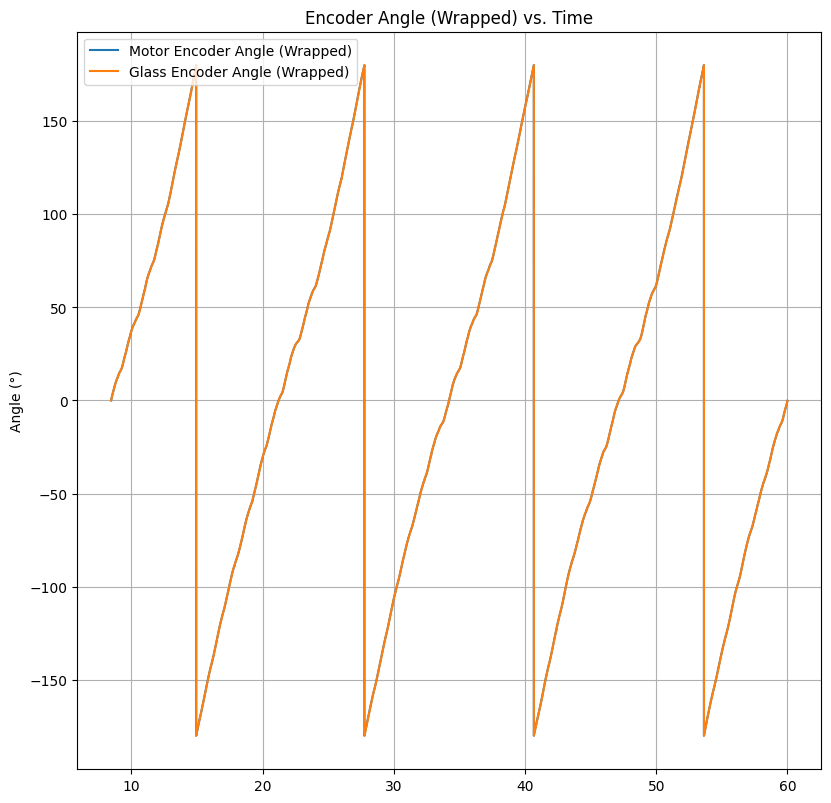 Encoder Angle (Wrapped) vs. Time
Motor Encoder Angle (Wrapped)
Glass Encoder Angle (Wrapped)
150
100
50
0
−50
−100
−150
Angle (°)
10 20 30 40 50 60